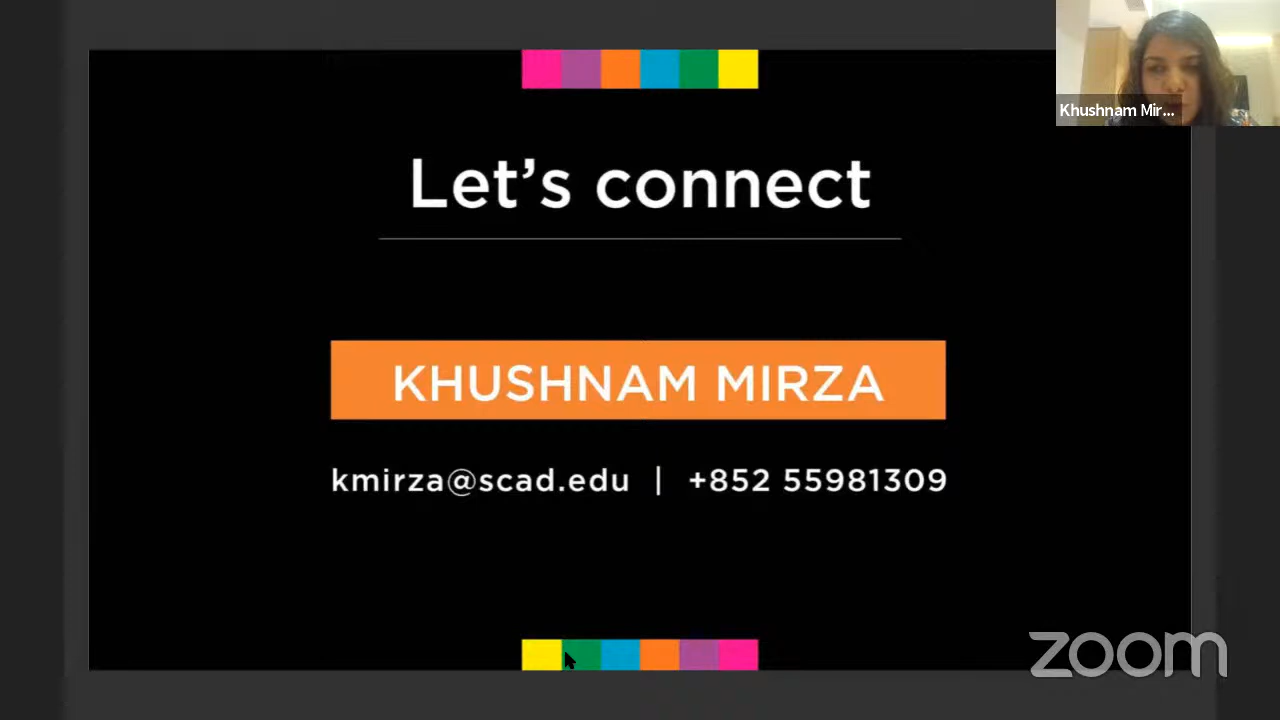 Khushnam Mir...
Let's connect
KHUSHNAM MIRZA
kmirza@scad.edu | +852 55981309
zoom